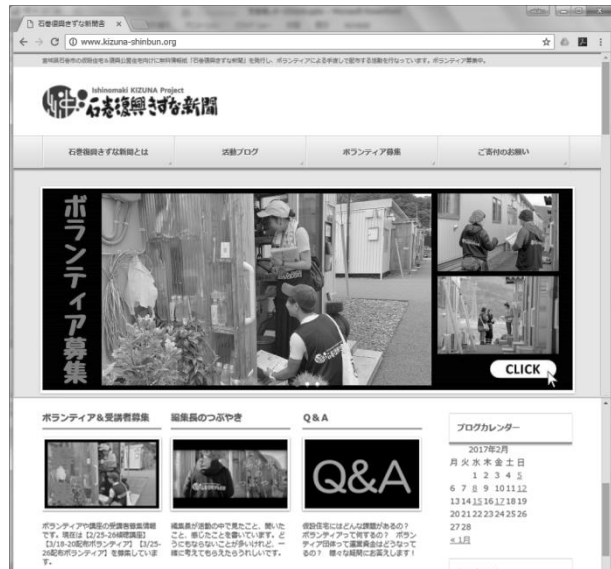 石巻復興きずな新聞舎
www.kizuna-shinbun.org
宮城県石巻市の仮設住宅&復興公営住宅向けに無料情報紙「石巻復興きずな新聞」を発行し、ボランティアによる手渡しで配布する活動を行なっています。ボランティア募集中。
Ishinomaki KIZUNA Project
石巻復興きずな新聞
石巻復興きずな新聞とは
活動ブログ
ボランティア募集
ご寄付のお願い
ボランティア募集
CLICK
ボランティア&受講者募集
ボランティアや講座の受講者募集情報
です。現在は【2/25-26傾聴講座】
【3/18-20配布ボランティア】【3/25-
26配布ボランティア】を募集していま
す。
編集長のつぶやき
編集長が活動の中で見たこと、聞いた
こと、感じたことを書いています。ど
うにもならないことが多いけれど、一
緒に考えてもらえたらうれしいです。
Q&A
Q&A
仮設住宅にはどんな課題があるの?
ボランティアって何するの? ボラン
ティア団体って運営資金はどうなって
るの? 様々な疑問にお答えします!
ブログカレンダー
2017年2月
月 火 水 木 金 土 日
1 2 3 4 5
6 7 8 9 10 11 12
13 14 15 16 17 18 19
20 21 22 23 24 25 26
27 28
« 1月